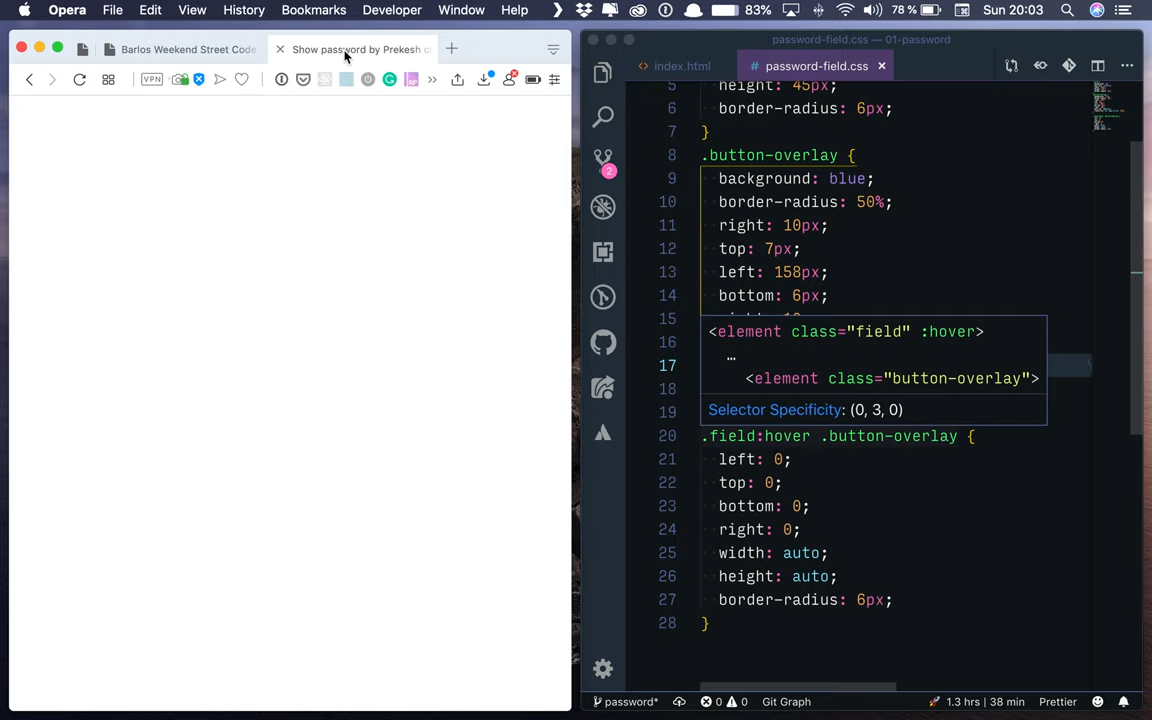 Opera File Edit View History Bookmarks Developer Window Help 83% 78 % Sun 20:03
Barlos Weekend Street Code
Show password by Prekesh o
VPN
password-field.css — 01-password
index.html
# password-field.css
5 height: 45px;
6 border-radius: 6px;
7 }
8 .button-overlay {
9 background: blue;
10 border-radius: 50%;
11 right: 10px;
12 top: 7px;
13 left: 158px;
14 bottom: 6px;
15
16 <element class="field" :hover>
…
17 <element class="button-overlay">
18
19 Selector Specificity: (0, 3, 0)
20 .field:hover .button-overlay {
21 left: 0;
22 top: 0;
23 bottom: 0;
24 right: 0;
25 width: auto;
26 height: auto;
27 border-radius: 6px;
28 }
2
password* 0 0 Git Graph 1.3 hrs | 38 min Prettier